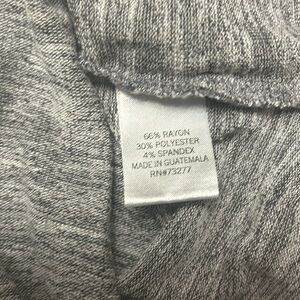 66% RAYON
30% POLYESTER
4% SPANDEX
MADE IN GUATEMALA
RN#73277